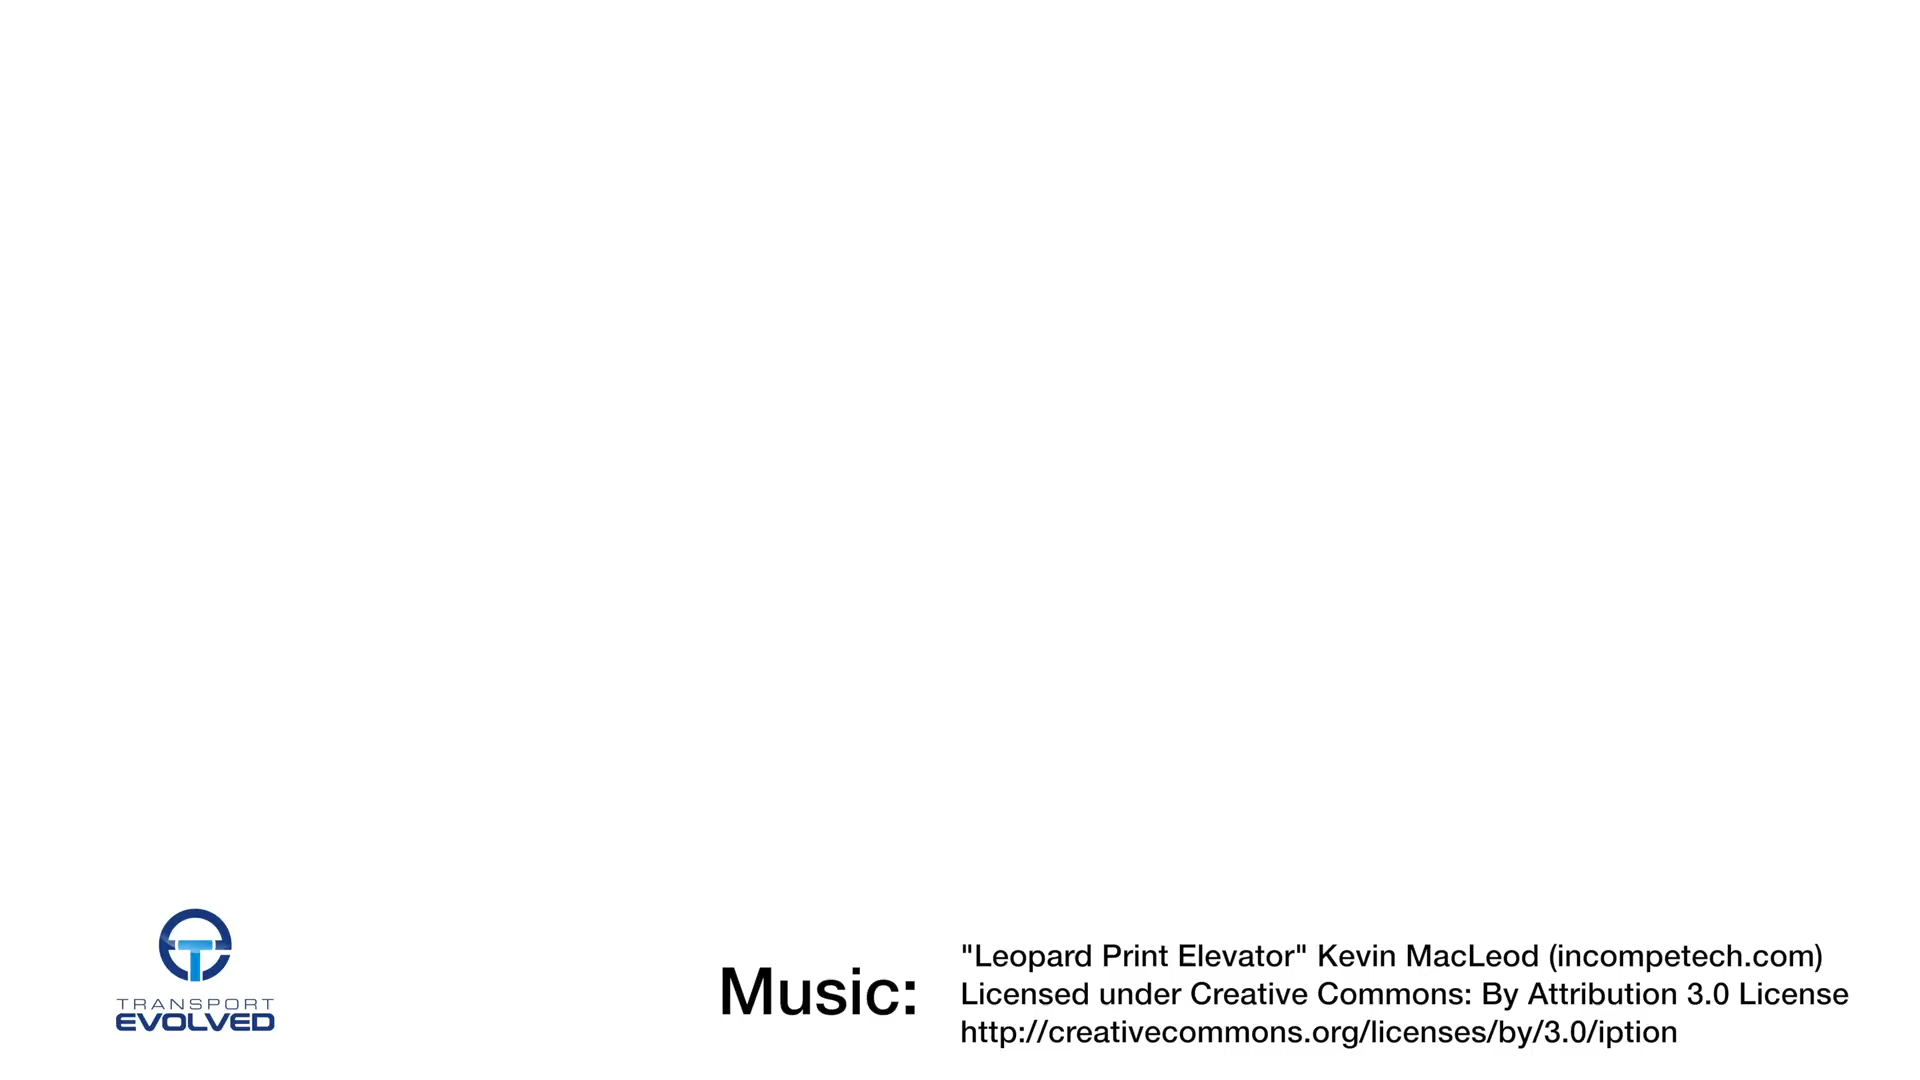 TRANSPORT
EVOLVED
Music:
"Leopard Print Elevator" Kevin MacLeod (incompetech.com)
Licensed under Creative Commons: By Attribution 3.0 License
http://creativecommons.org/licenses/by/3.0/iption